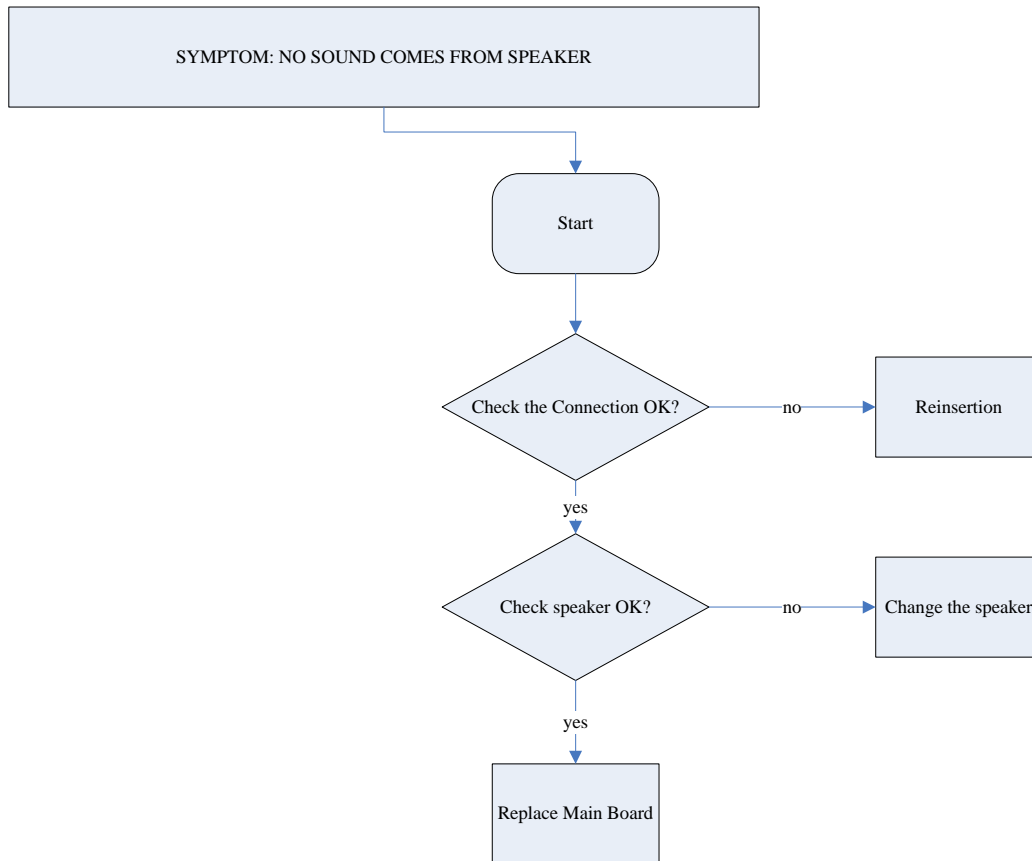 SYMPTOM: NO SOUND COMES FROM SPEAKER
Start
Check the Connection OK?
no
Reinsertion
yes
Check speaker OK?
no
Change the speaker
yes
Replace Main Board